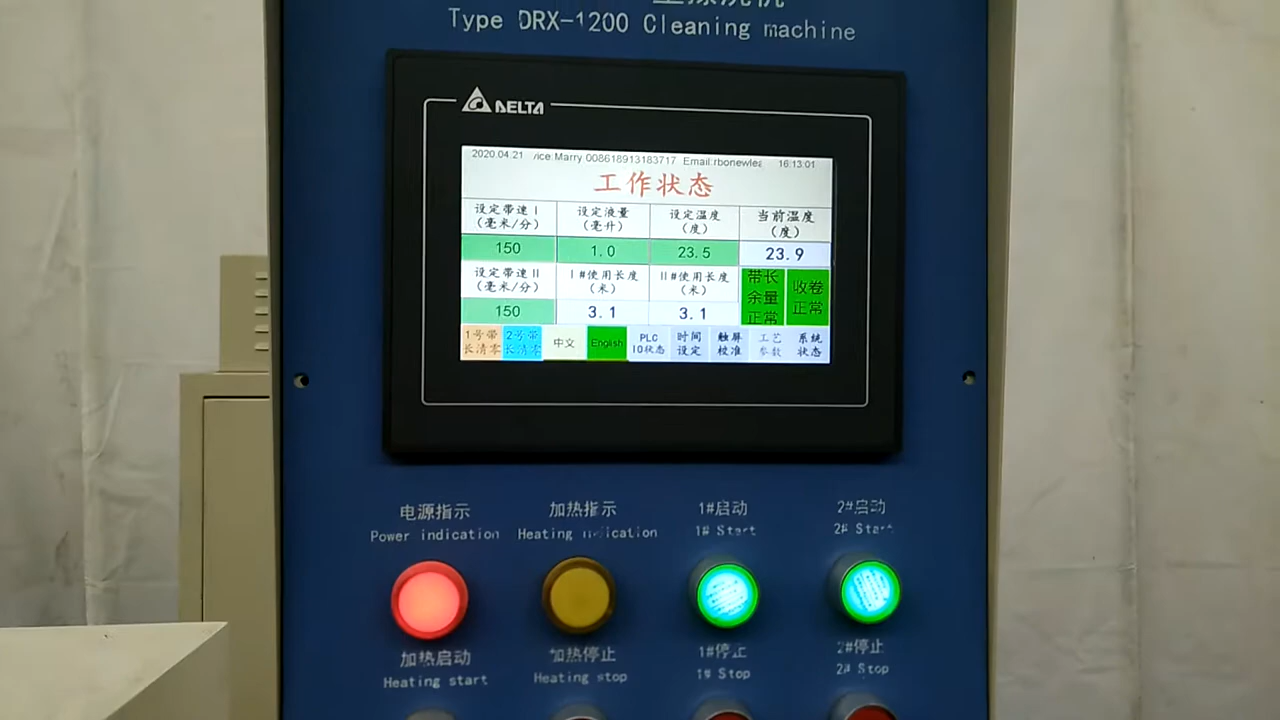 Type DRX-1200 Cleaning machine
DELTA
2020.04.21 vice:Marry 008618913183717 Email:rbonewlea 16:13:01
工作状态
设定带速Ⅰ 设定液量 设定温度 当前温度
（毫米/分） （毫升） （度） （度）
150 1.0 23.5 23.9
设定带速Ⅱ Ⅰ#使用长度 Ⅱ#使用长度 带长 收卷
（毫米/分） （米） （米） 余量 正常
150 3.1 3.1 正常
1号带 2号带 中文 English PLC 时间 触屏 工艺 系统
长清零 长清零 IO状态 设定 校准 参数 状态
电源指示 加热指示 1#启动 2#启动
Power indication Heating indication 1# Start 2# Start
加热启动 加热停止 1#停止 2#停止
Heating start Heating stop 1# Stop 2# Stop